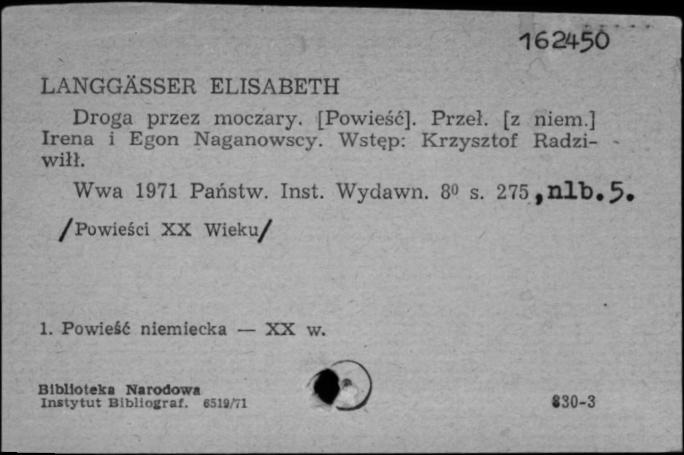 162450
LANGGÄSSER ELISABETH
Droga przez moczary. [Powieść]. Przeł. [z niem.]
Irena i Egon Naganowscy. Wstęp: Krzysztof Radzi-
wiłł.
Wwa 1971 Państw. Inst. Wydawn. 8⁰ s. 275, nlb. 5.
/Powieści XX Wieku/
1. Powieść niemiecka — XX w.
Biblioteka Narodowa
Instytut Bibliograf. 6519/71
830-3